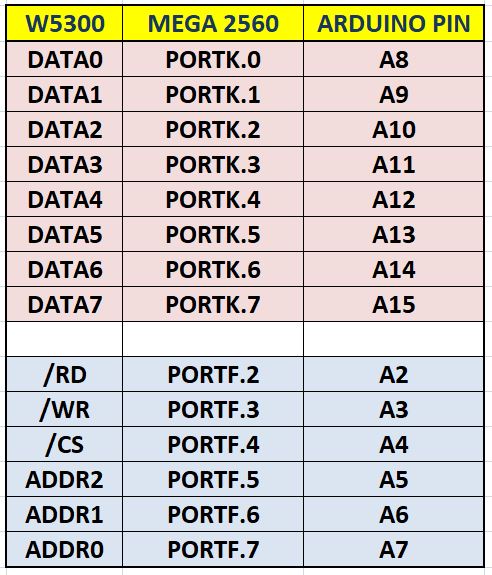 W5300 MEGA 2560 ARDUINO PIN
DATA0 PORTK.0 A8
DATA1 PORTK.1 A9
DATA2 PORTK.2 A10
DATA3 PORTK.3 A11
DATA4 PORTK.4 A12
DATA5 PORTK.5 A13
DATA6 PORTK.6 A14
DATA7 PORTK.7 A15
/RD PORTF.2 A2
/WR PORTF.3 A3
/CS PORTF.4 A4
ADDR2 PORTF.5 A5
ADDR1 PORTF.6 A6
ADDR0 PORTF.7 A7